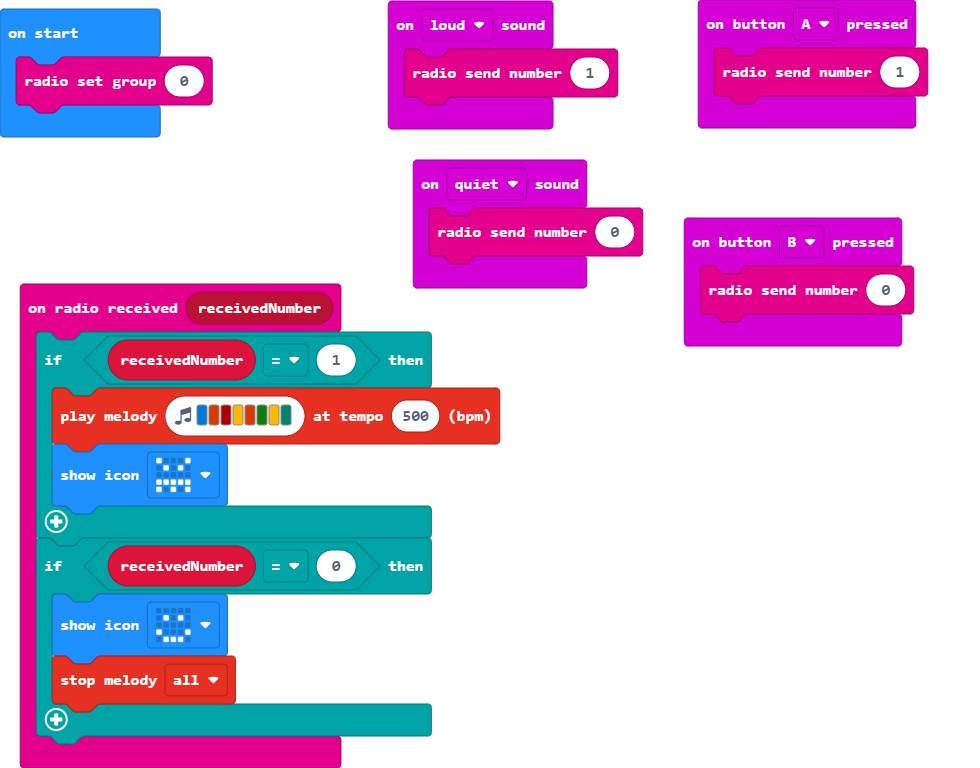 on start
radio set group 0
on loud sound
radio send number 1
on button A pressed
radio send number 1
on quiet sound
radio send number 0
on button B pressed
radio send number 0
on radio received receivedNumber
if receivedNumber = 1 then
play melody at tempo 500 (bpm)
show icon
if receivedNumber = 0 then
show icon
stop melody all